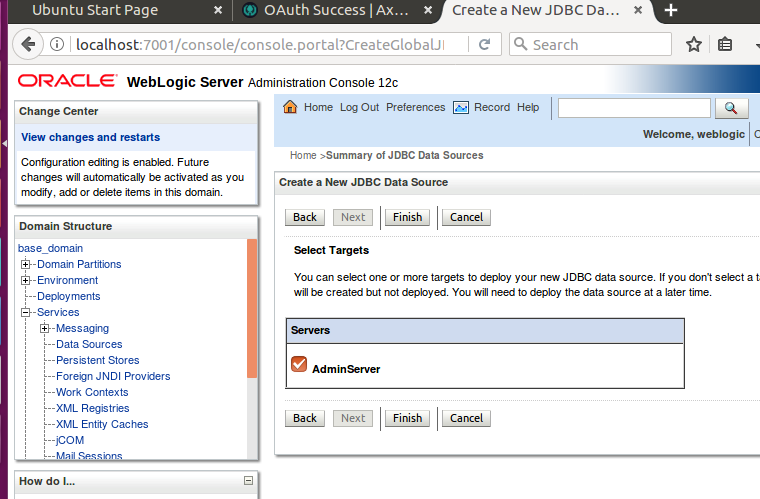 Ubuntu Start Page
OAuth Success | Ax...
Create a New JDBC Da...
localhost:7001/console/console.portal?CreateGlobalJ
Search
ORACLE WebLogic Server Administration Console 12c
Change Center
View changes and restarts
Configuration editing is enabled. Future
changes will automatically be activated as you
modify, add or delete items in this domain.
Domain Structure
base_domain
Domain Partitions
Environment
Deployments
Services
Messaging
Data Sources
Persistent Stores
Foreign JNDI Providers
Work Contexts
XML Registries
XML Entity Caches
jCOM
Mail Sessions
How do I...
Home Log Out Preferences Record Help
Welcome, weblogic
Home >Summary of JDBC Data Sources
Create a New JDBC Data Source
Back Next Finish Cancel
Select Targets
You can select one or more targets to deploy your new JDBC data source. If you don't select a
will be created but not deployed. You will need to deploy the data source at a later time.
Servers
AdminServer
Back Next Finish Cancel